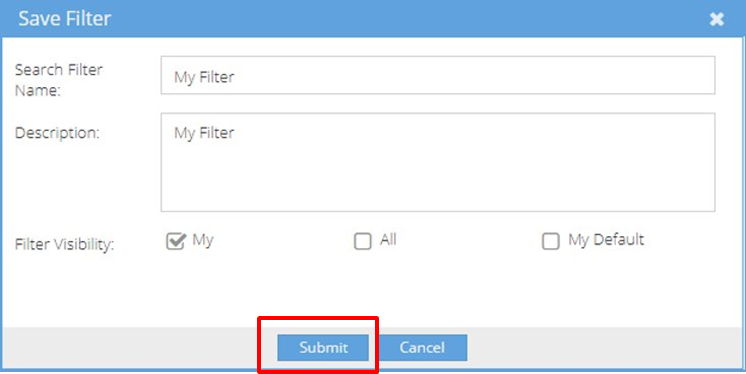 Save Filter
Search Filter
Name:
My Filter
Description:
My Filter
Filter Visibility:
My
All
My Default
Submit
Cancel